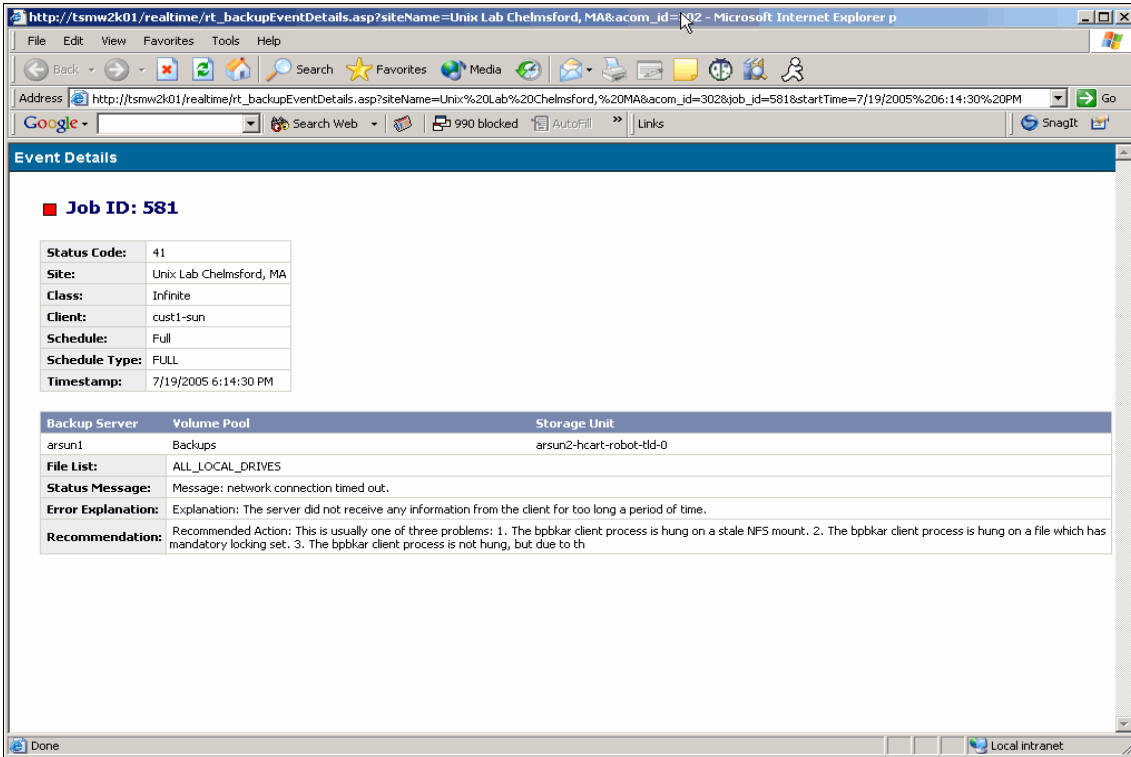 http://tsmw2k01/realtime/rt_backupEventDetails.asp?siteName=Unix Lab Chelmsford, MA&acom_id=302 - Microsoft Internet Explorer p
File Edit View Favorites Tools Help
Back Search Favorites Media
Address http://tsmw2k01/realtime/rt_backupEventDetails.asp?siteName=Unix%20Lab%20Chelmsford,%20MA&acom_id=302&job_id=581&startTime=7/19/2005%206:14:30%20PM Go
Google Search Web 990 blocked AutoFill » Links SnagIt
Event Details
Job ID: 581
Status Code: 41
Site: Unix Lab Chelmsford, MA
Class: Infinite
Client: cust1-sun
Schedule: Full
Schedule Type: FULL
Timestamp: 7/19/2005 6:14:30 PM
Backup Server Volume Pool Storage Unit
arsun1 Backups arsun2-hcart-robot-tld-0
File List: ALL_LOCAL_DRIVES
Status Message: Message: network connection timed out.
Error Explanation: Explanation: The server did not receive any information from the client for too long a period of time.
Recommendation: Recommended Action: This is usually one of three problems: 1. The bpbkar client process is hung on a stale NFS mount. 2. The bpbkar client process is hung on a file which has
mandatory locking set. 3. The bpbkar client process is not hung, but due to th
Done Local intranet